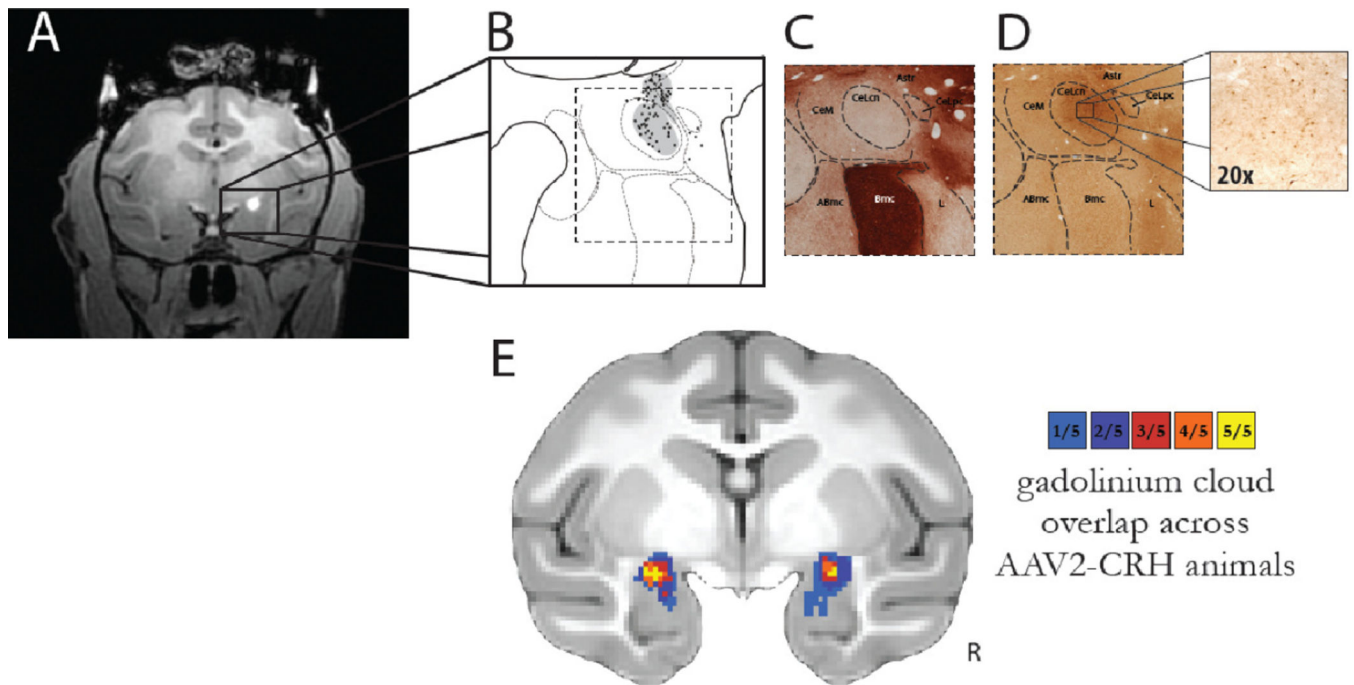 A
B
C
D
Astr
CeLcn
CeM
CeLpc
ABmc
Bmc
L
Astr
CeLcn
CeM
CeLpc
ABmc
Bmc
L
20x
E
1/5 2/5 3/5 4/5 5/5
gadolinium cloud
overlap across
AAV2-CRH animals
R